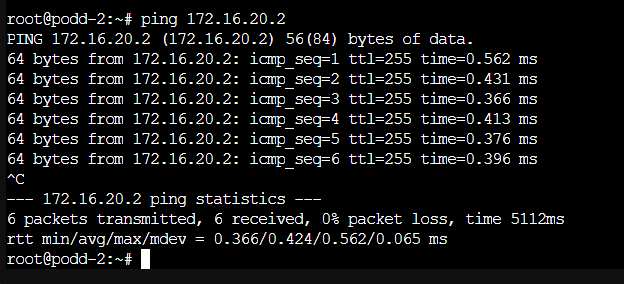 root@podd-2:~# ping 172.16.20.2
PING 172.16.20.2 (172.16.20.2) 56(84) bytes of data.
64 bytes from 172.16.20.2: icmp_seq=1 ttl=255 time=0.562 ms
64 bytes from 172.16.20.2: icmp_seq=2 ttl=255 time=0.431 ms
64 bytes from 172.16.20.2: icmp_seq=3 ttl=255 time=0.366 ms
64 bytes from 172.16.20.2: icmp_seq=4 ttl=255 time=0.413 ms
64 bytes from 172.16.20.2: icmp_seq=5 ttl=255 time=0.376 ms
64 bytes from 172.16.20.2: icmp_seq=6 ttl=255 time=0.396 ms
^C
--- 172.16.20.2 ping statistics ---
6 packets transmitted, 6 received, 0% packet loss, time 5112ms
rtt min/avg/max/mdev = 0.366/0.424/0.562/0.065 ms
root@podd-2:~#